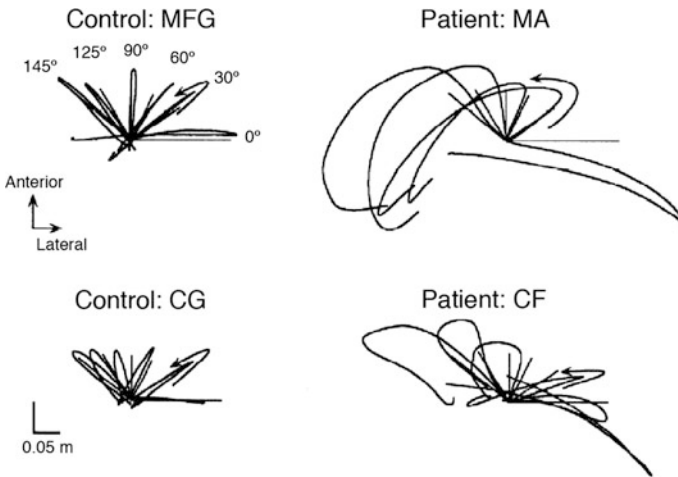 Control: MFG
Patient: MA
145º
125º
90º
60º
30º
0º
Anterior
Lateral
Control: CG
Patient: CF
0.05 m